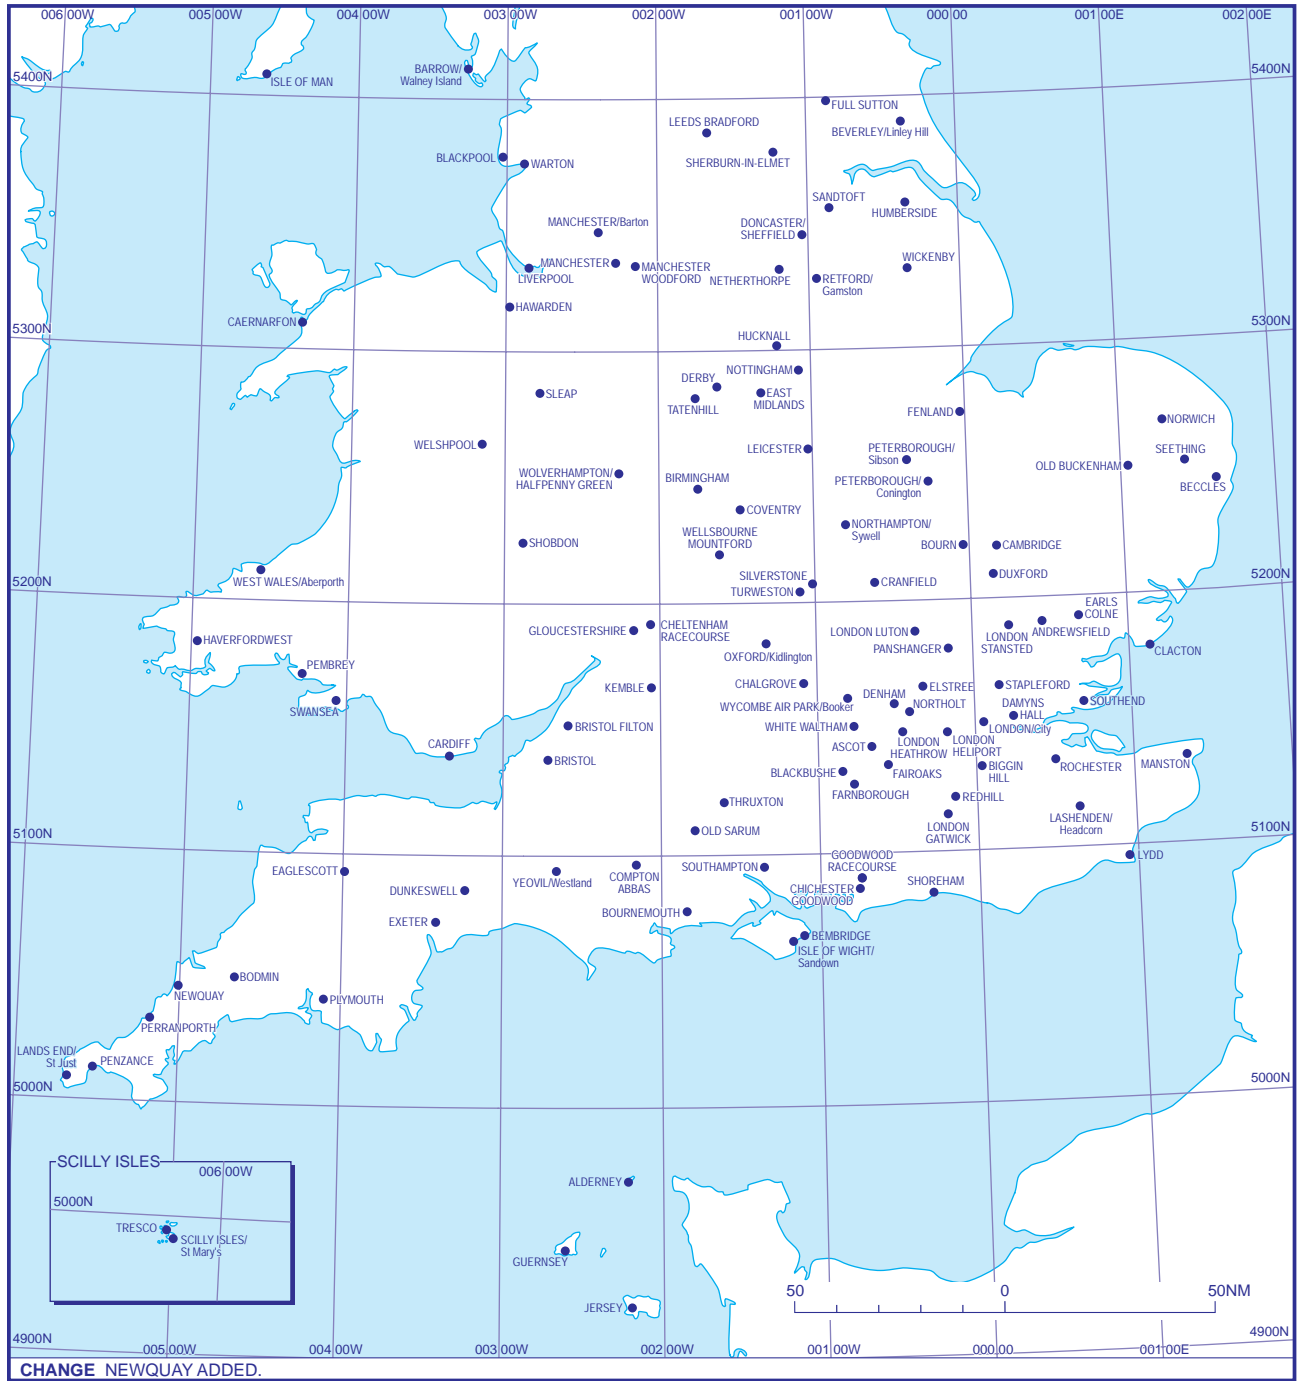 006 00W
005 00W
004 00W
003 00W
002 00W
001 00W
000 00
001 00E
002 00E
5400N
5400N
ISLE OF MAN
BARROW/
Walney Island
FULL SUTTON
LEEDS BRADFORD
BEVERLEY/Linley Hill
BLACKPOOL
WARTON
SHERBURN-IN-ELMET
SANDTOFT
HUMBERSIDE
MANCHESTER/Barton
DONCASTER/
SHEFFIELD
MANCHESTER
MANCHESTER
WOODFORD
LIVERPOOL
NETHERTHORPE
RETFORD/
Gamston
WICKENBY
HAWARDEN
CAERNARFON
5300N
5300N
HUCKNALL
NOTTINGHAM
DERBY
TATENHILL
EAST
MIDLANDS
SLEAP
FENLAND
NORWICH
WELSHPOOL
LEICESTER
PETERBOROUGH/
Sibson
SEETHING
OLD BUCKENHAM
BECCLES
WOLVERHAMPTON/
HALFPENNY GREEN
BIRMINGHAM
PETERBOROUGH/
Conington
COVENTRY
NORTHAMPTON/
Sywell
WELLSBOURNE
MOUNTFORD
SHOBDON
BOURN
CAMBRIDGE
WEST WALES/Aberporth
SILVERSTONE
TURWESTON
CRANFIELD
DUXFORD
5200N
5200N
EARLS
COLNE
HAVERFORDWEST
GLOUCESTERSHIRE
CHELTENHAM
RACECOURSE
LONDON LUTON
LONDON
STANSTED
ANDREWSFIELD
OXFORD/Kidlington
PANSHANGER
CLACTON
PEMBREY
KEMBLE
CHALGROVE
ELSTREE
STAPLEFORD
SWANSEA
WYCOMBE AIR PARK/Booker
DENHAM
NORTHOLT
DAMYNS
HALL
SOUTHEND
BRISTOL FILTON
WHITE WALTHAM
LONDON/City
CARDIFF
ASCOT
LONDON
HEATHROW
LONDON
HELIPORT
BRISTOL
BLACKBUSHE
FAIROAKS
BIGGIN
HILL
ROCHESTER
MANSTON
FARNBOROUGH
THRUXTON
REDHILL
OLD SARUM
LONDON
GATWICK
LASHENDEN/
Headcorn
5100N
5100N
LYDD
EAGLESCOTT
YEOVIL/Westland
COMPTON
ABBAS
SOUTHAMPTON
GOODWOOD
RACECOURSE
DUNKESWELL
CHICHESTER
GOODWOOD
SHOREHAM
EXETER
BOURNEMOUTH
BEMBRIDGE
ISLE OF WIGHT/
Sandown
BODMIN
NEWQUAY
PLYMOUTH
PERRANPORTH
LANDS END/
St Just
PENZANCE
5000N
5000N
SCILLY ISLES
006 00W
5000N
TRESCO
SCILLY ISLES/
St Mary's
ALDERNEY
GUERNSEY
JERSEY
50
0
50NM
4900N
4900N
005 00W
004 00W
003 00W
002 00W
001 00W
000 00
001 00E
CHANGE NEWQUAY ADDED.